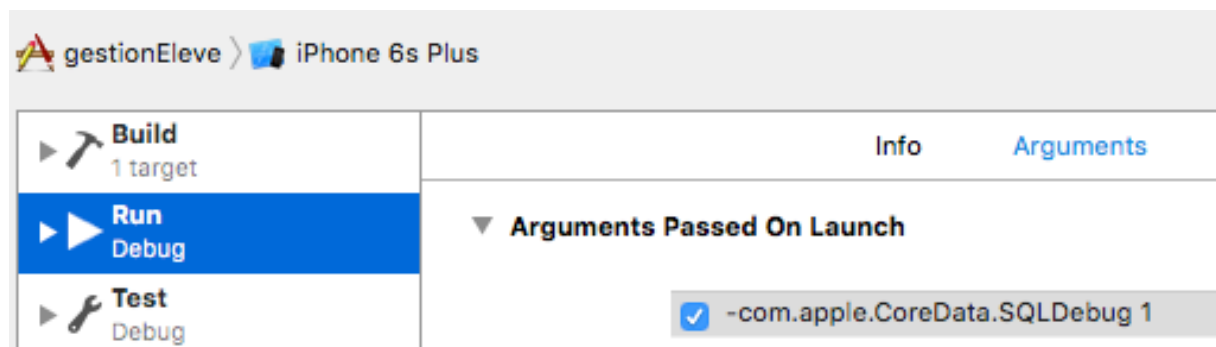 gestionEleve 〉 iPhone 6s Plus
Build
1 target
Info Arguments
Run
Debug
Arguments Passed On Launch
Test
Debug
-com.apple.CoreData.SQLDebug 1